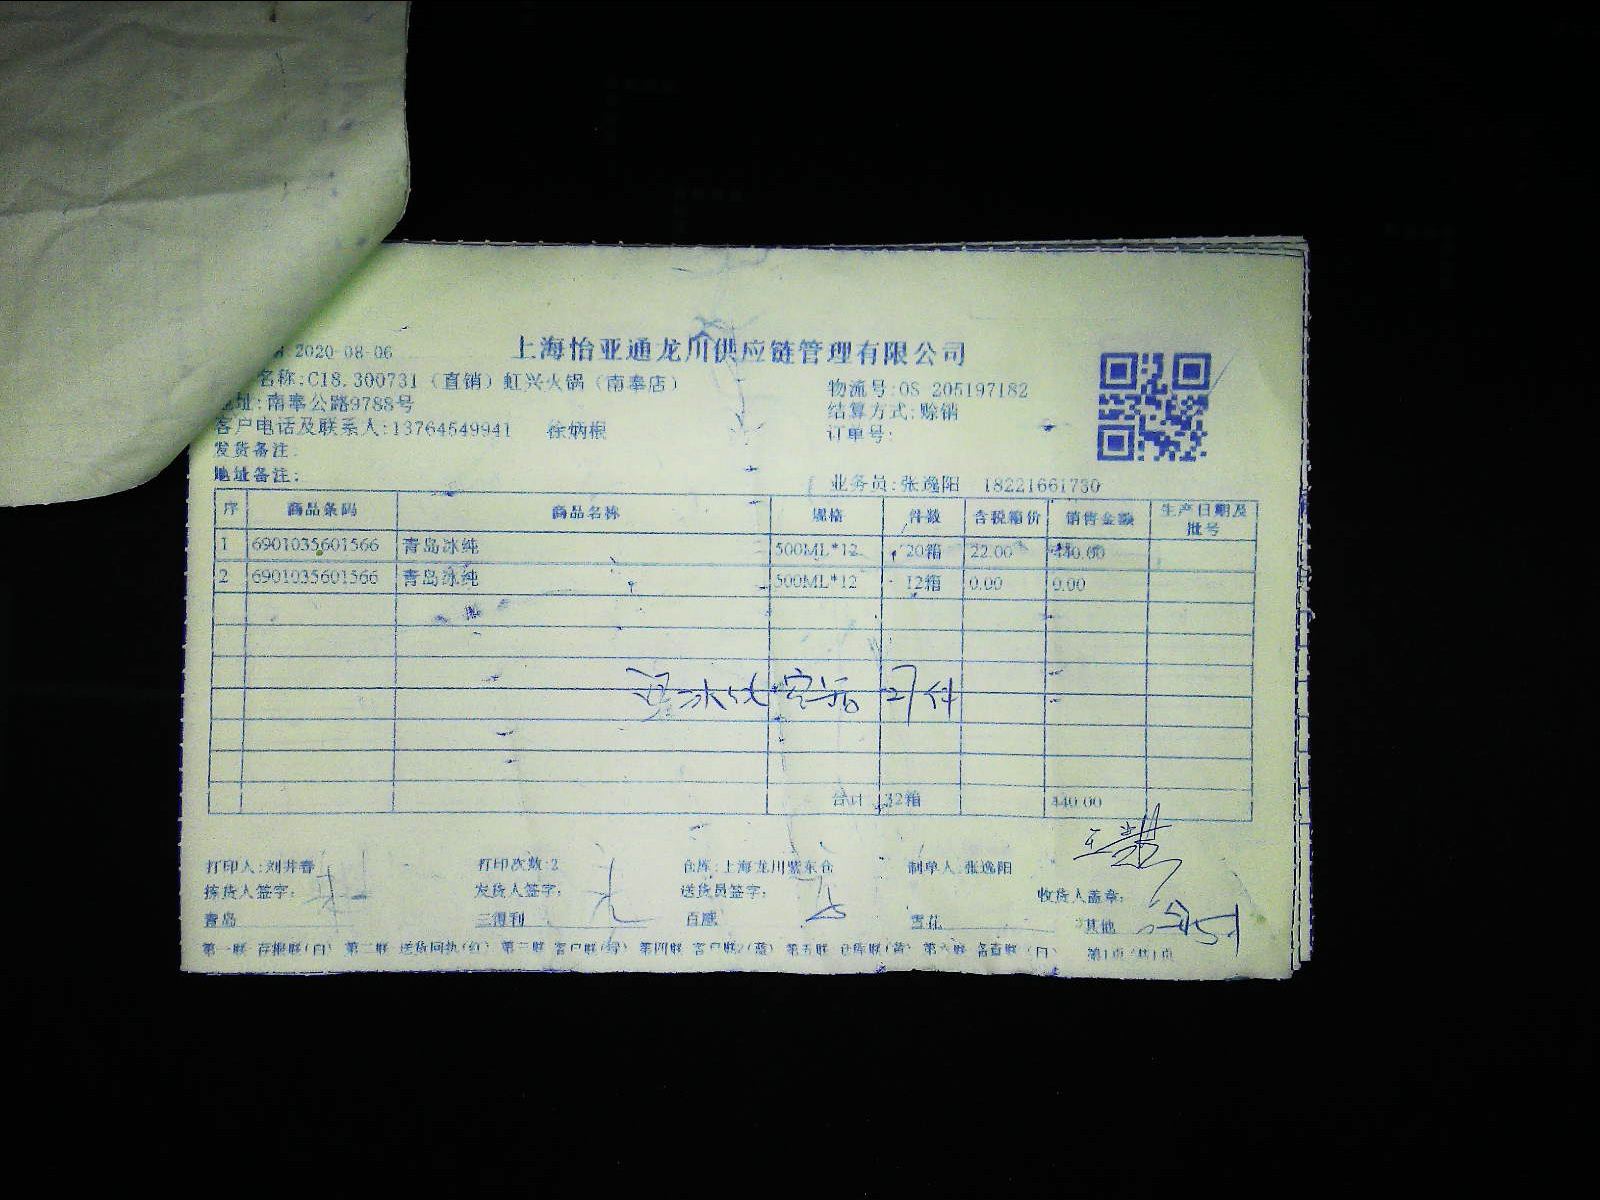 2020-08-06
上海怡亚通龙川供应链管理有限公司
名称:C18.300731（直销）虹兴火锅（南奉店）
物流号:OS 205197182
址:南奉公路9788号
结算方式:赊销
客户电话及联系人:13764549941 徐炳根
订单号:
发货备注:
地址备注:
业务员:张逸阳 18221661730
序 商品条码 商品名称 规格 件数 含税箱价 销售金额 生产日期及批号
1 6901035601566 青岛冰纯 500ML*12 20箱 22.00 440.00
2 6901035601566 青岛冰纯 500ML*12 12箱 0.00 0.00
合计 32箱 440.00
打印人:刘井春 打印次数:2 仓库:上海龙川紫东仓 制单人:张逸阳
拣货人签字: 发货人签字: 送货员签字: 收货人盖章:
青岛 三得利 百威 雪花 其他
第一联 存根联(白) 第二联 送货回执(红) 第三联 客户联(绿) 第四联 客户联2(蓝) 第五联 仓库联(黄) 第六联 备查联(白) 第1页/共1页